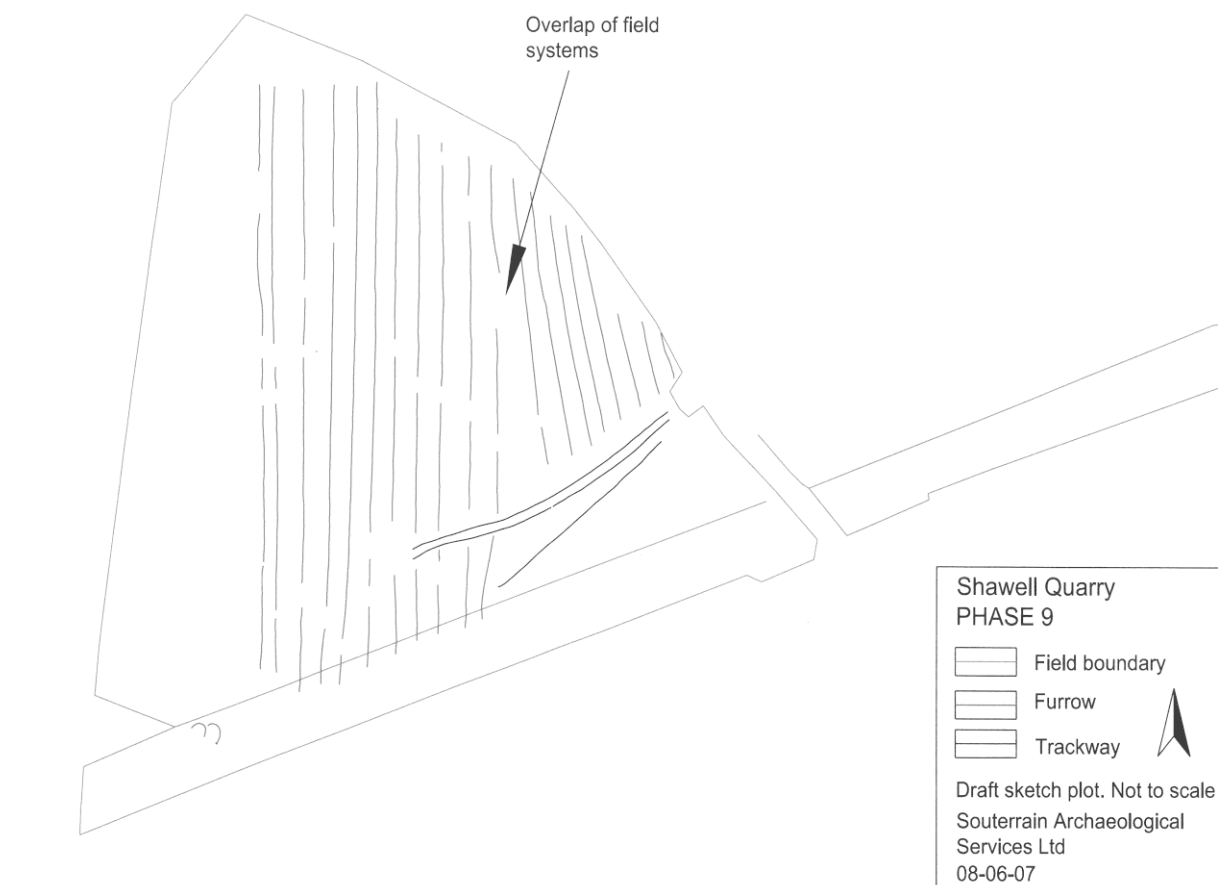 Overlap of field
systems
Shawell Quarry
PHASE 9
Field boundary
Furrow
Trackway
Draft sketch plot. Not to scale
Souterrain Archaeological
Services Ltd
08-06-07